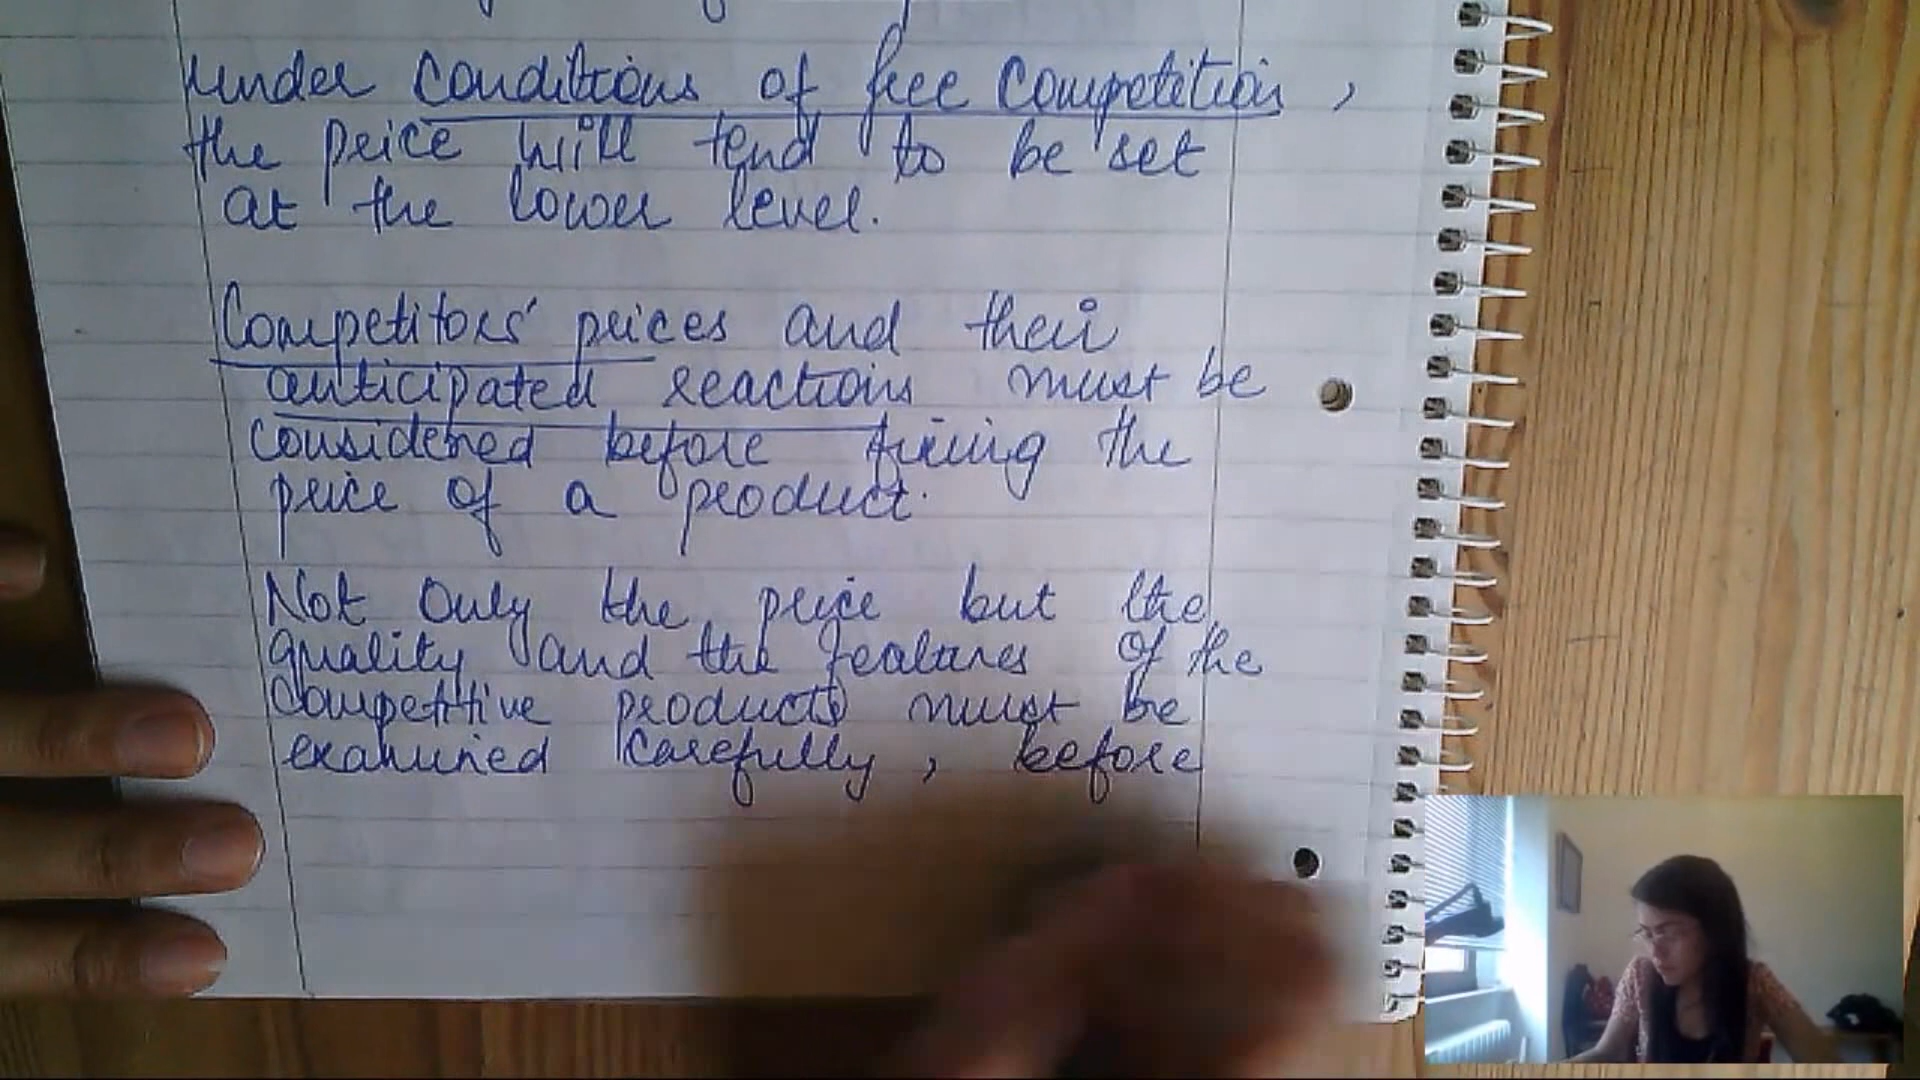 under conditions of free competition,
the price will tend to be set
at the lower level.
Competitors' prices and their
anticipated reactions must be
considered before fixing the
price of a product.
Not only the price but the
quality and the features of the
competitive products must be
examined carefully, before